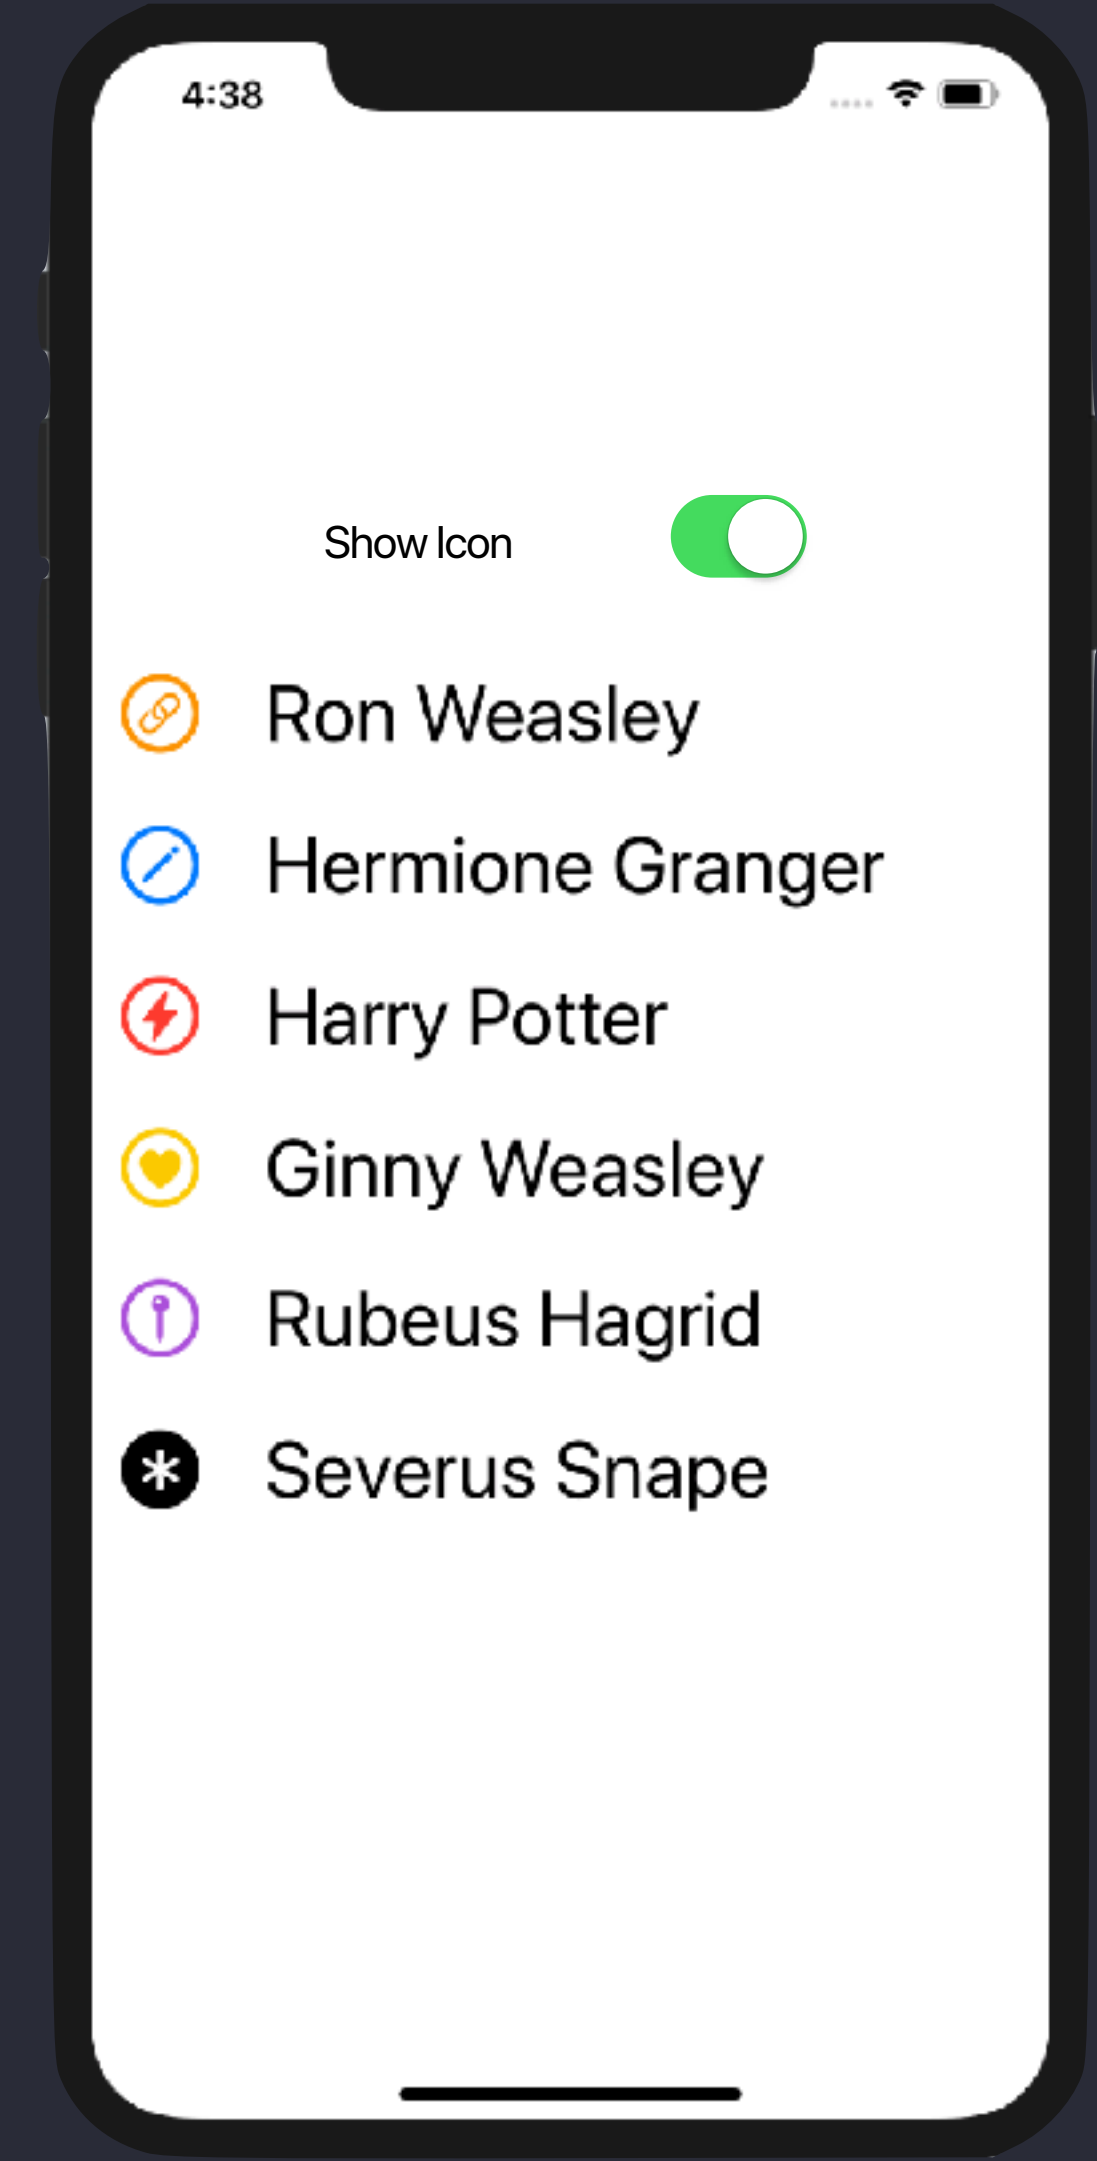 4:38
Show Icon
Ron Weasley
Hermione Granger
Harry Potter
Ginny Weasley
Rubeus Hagrid
Severus Snape